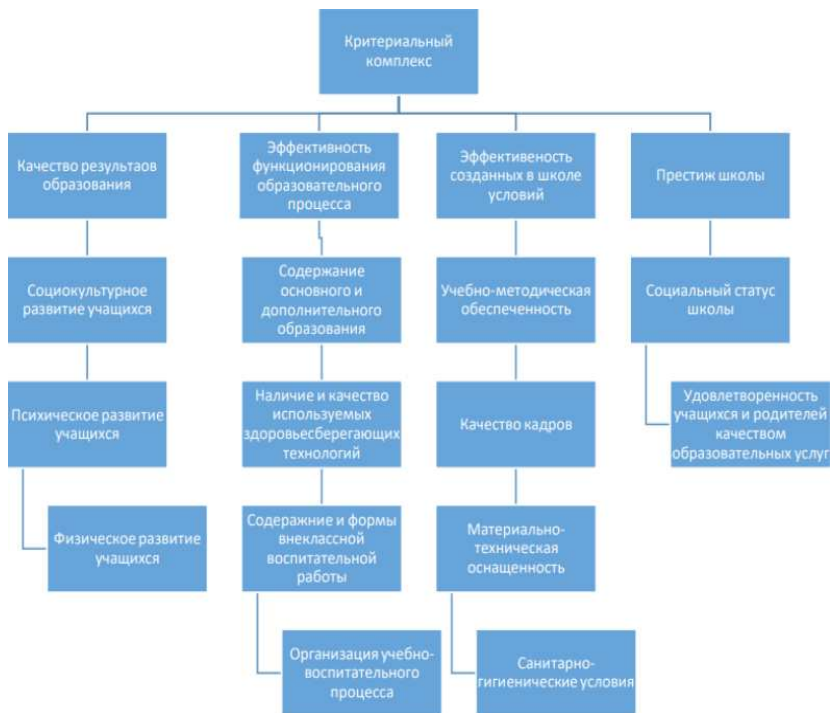 Критериальный
комплекс
Качество результаов
образования
Эффективность
функционирования
образовательного
процесса
Эффективеность
созданных в школе
условий
Престиж школы
Социокультурное
развитие учащихся
Содержание
основного и
дополнительного
образования
Учебно-методическая
обеспеченность
Социальный статус
школы
Психическое развитие
учащихся
Наличие и качество
используемых
здоровьесберегающих
технологий
Качество кадров
Удовлетворенность
учащихся и родителей
качеством
образовательных услуг
Физическое развитие
учащихся
Содеражние и формы
внеклассной
воспитательной
работы
Материально-
техническая
оснащенность
Организация учебно-
воспитательного
процесса
Санитарно-
гигиенические условия